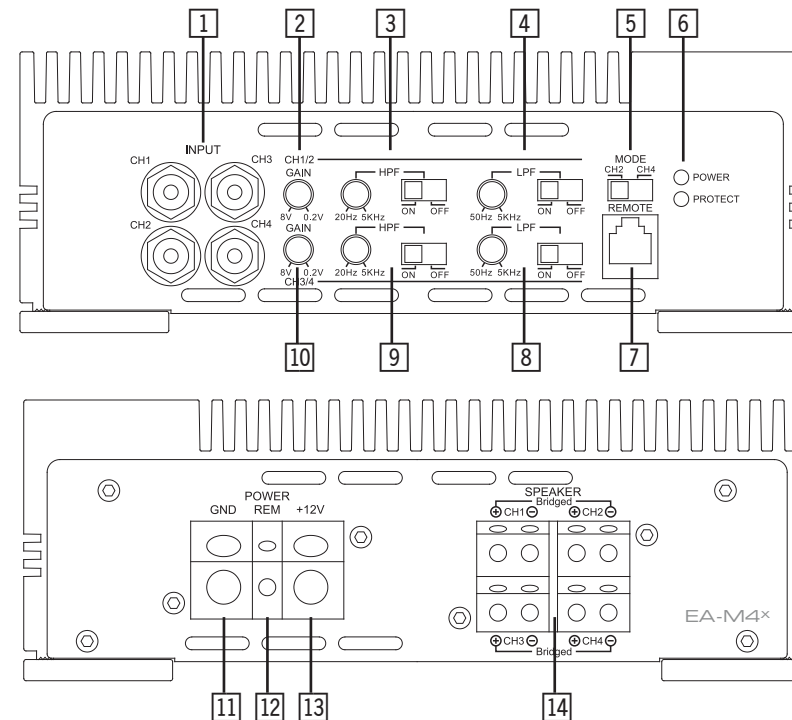 1 2 3 4 5 6
INPUT
CH1 CH3 CH1/2 MODE
GAIN HPF LPF CH2 CH4
POWER
8V 0.2V 20Hz 5KHz ON OFF 50Hz 5KHz ON OFF PROTECT
REMOTE
CH2 CH4 GAIN HPF LPF
8V 0.2V 20Hz 5KHz ON OFF 50Hz 5KHz ON OFF
CH3/4
10 9 8 7
POWER SPEAKER
GND REM +12V Bridged
+ CH1 - + CH2 -
EA-M4x
+ CH3 - + CH4 -
Bridged
11 12 13 14